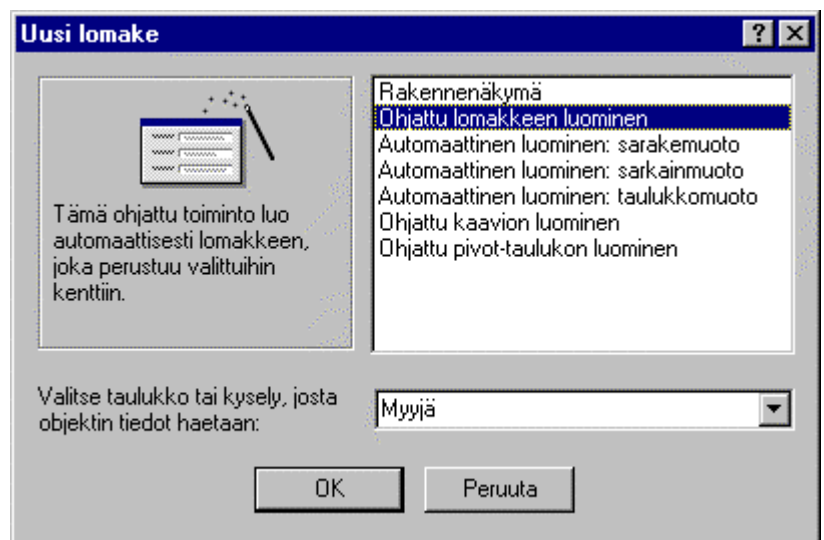 Uusi lomake
Tämä ohjattu toiminto luo
automaattisesti lomakkeen,
joka perustuu valittuihin
kenttiin.
Rakennenäkymä
Ohjattu lomakkeen luominen
Automaattinen luominen: sarakemuoto
Automaattinen luominen: sarkainmuoto
Automaattinen luominen: taulukkomuoto
Ohjattu kaavion luominen
Ohjattu pivot-taulukon luominen
Valitse taulukko tai kysely, josta
objektin tiedot haetaan:
Myyjä
OK
Peruuta